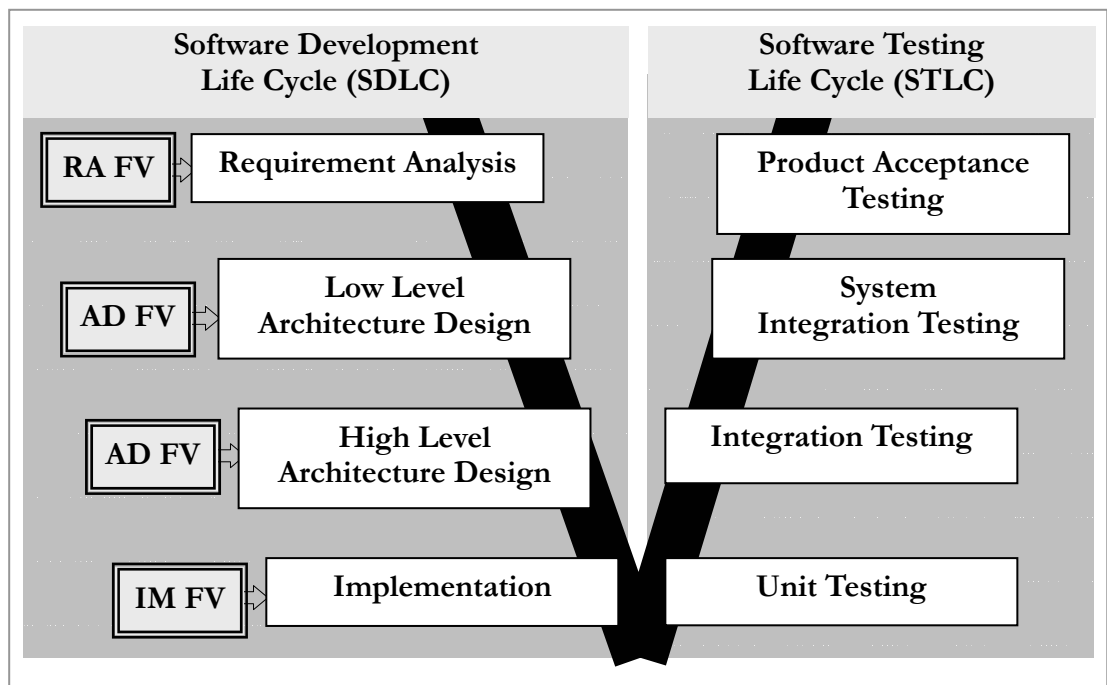 Software Development
Life Cycle (SDLC)
Software Testing
Life Cycle (STLC)
RA FV
Requirement Analysis
Product Acceptance
Testing
AD FV
Low Level
Architecture Design
System
Integration Testing
AD FV
High Level
Architecture Design
Integration Testing
IM FV
Implementation
Unit Testing